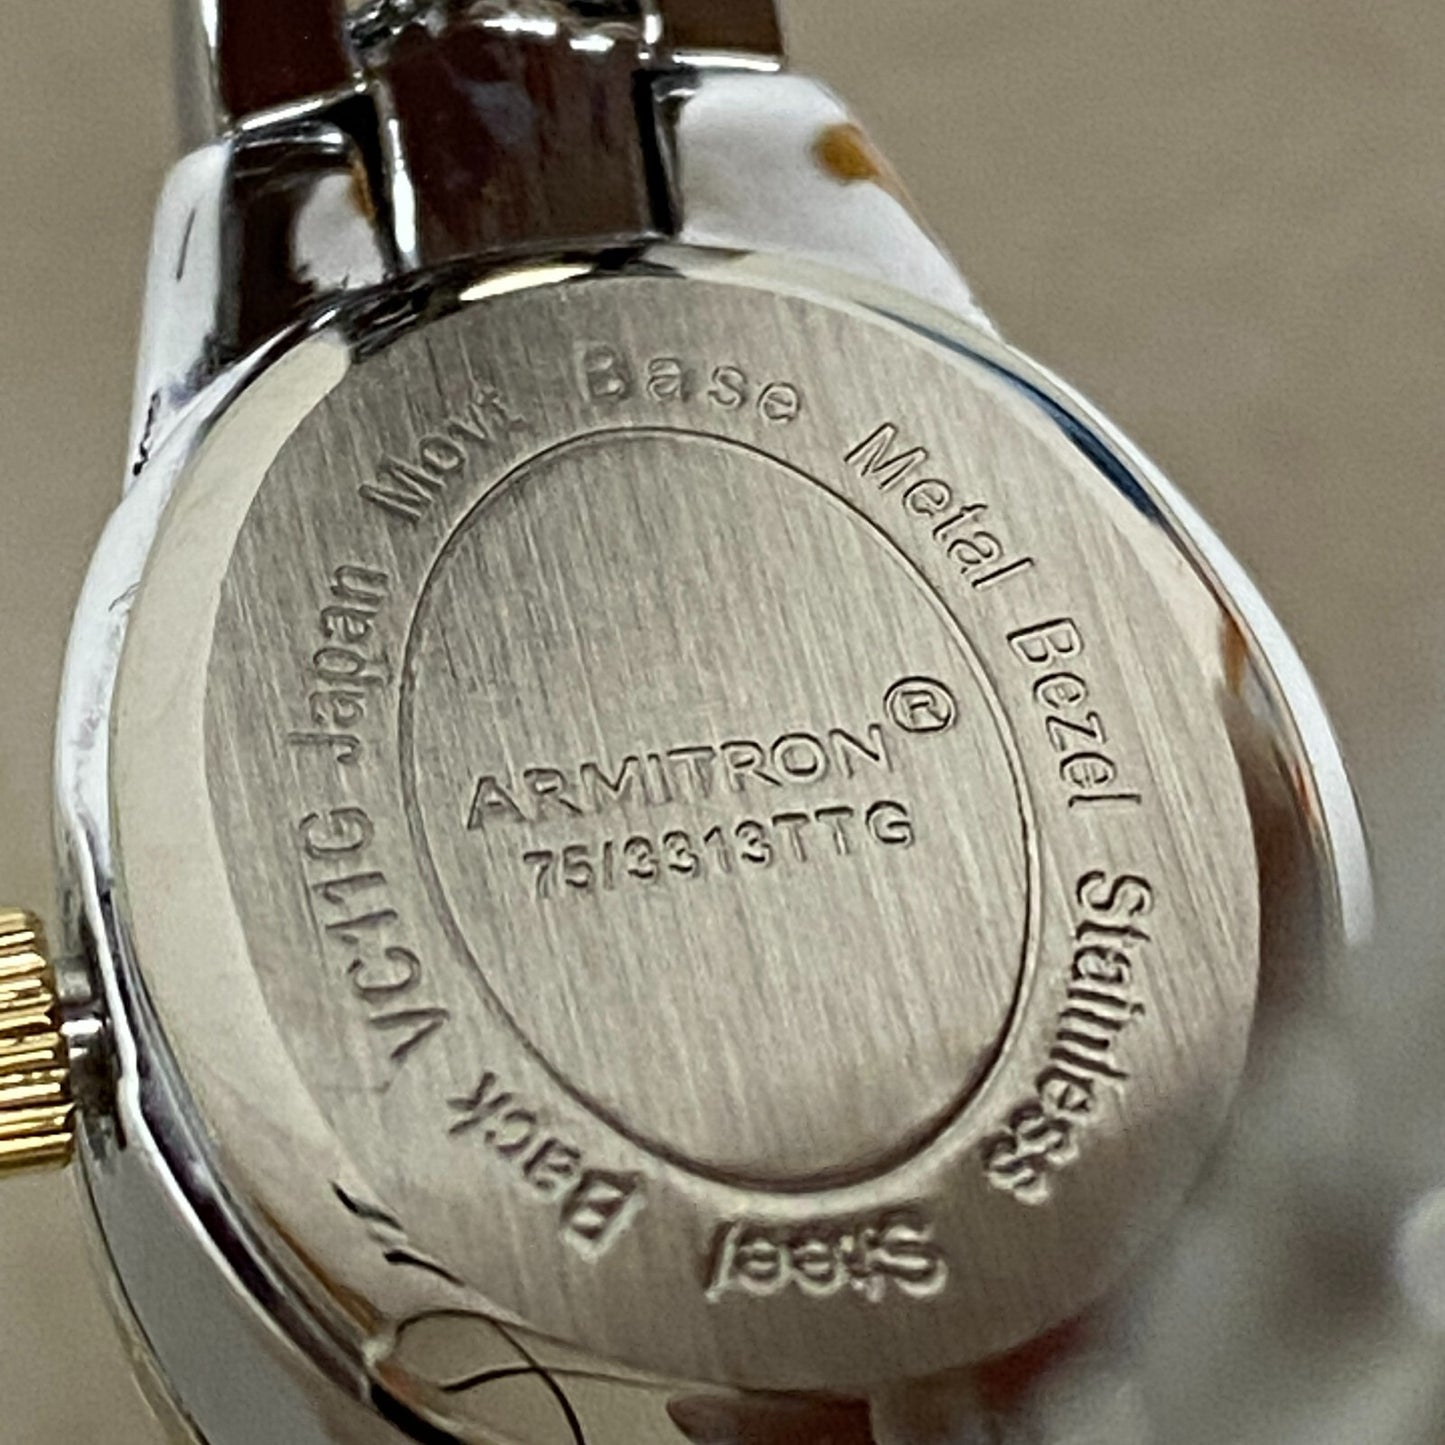 ARMITRON®
75/3313TTG
Base Metal Bezel Stainless Steel Back VC11G Japan Movt